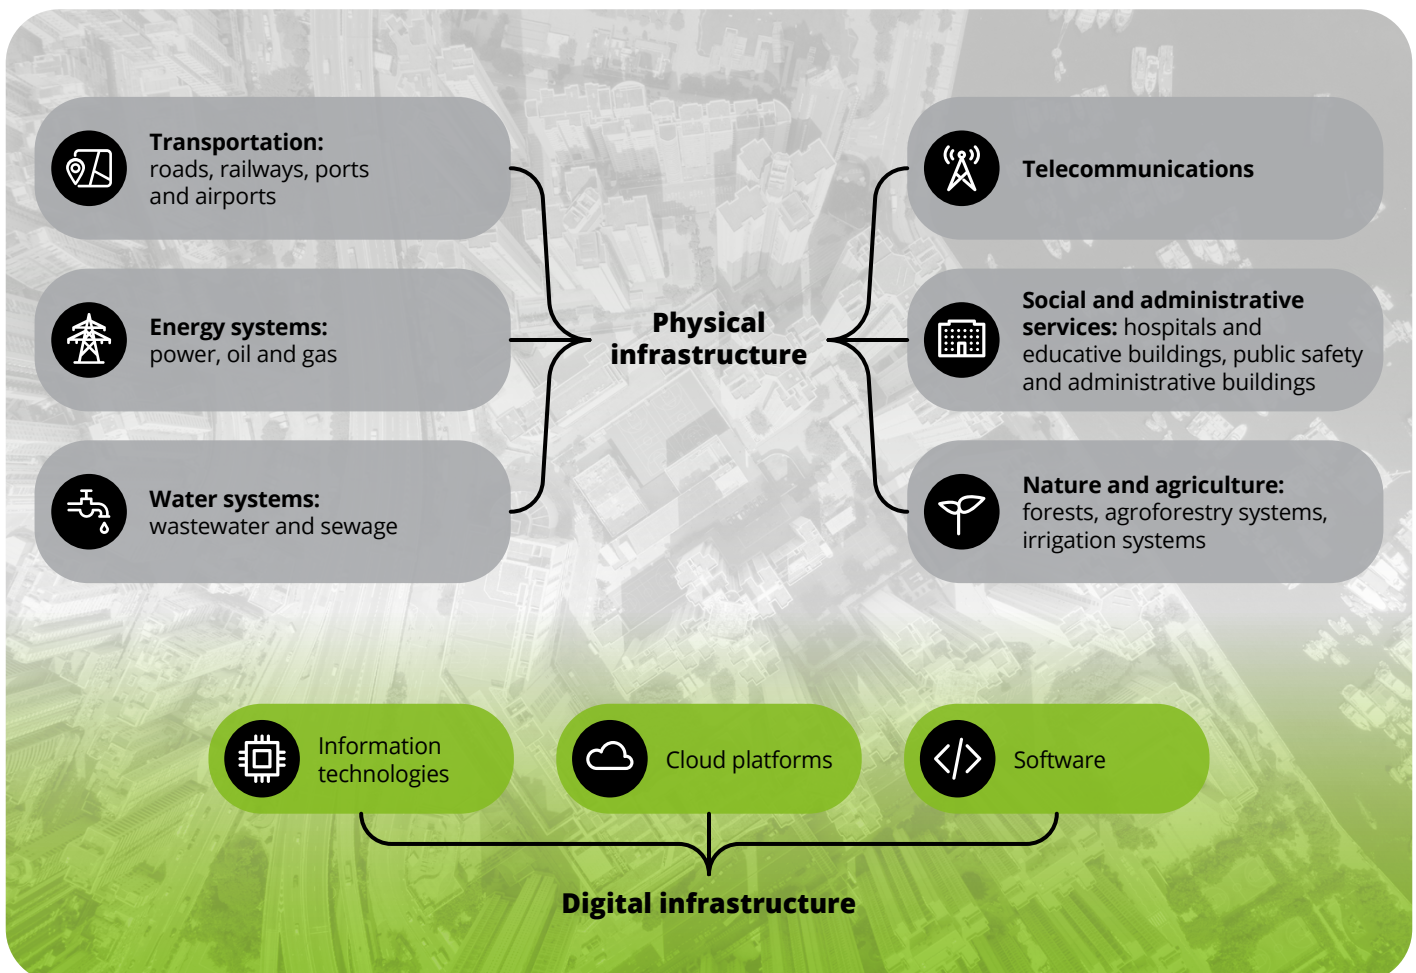 Transportation:
roads, railways, ports
and airports
Energy systems:
power, oil and gas
Water systems:
wastewater and sewage
Physical
infrastructure
Telecommunications
Social and administrative
services: hospitals and
educative buildings, public safety
and administrative buildings
Nature and agriculture:
forests, agroforestry systems,
irrigation systems
Information
technologies
Cloud platforms
Software
Digital infrastructure